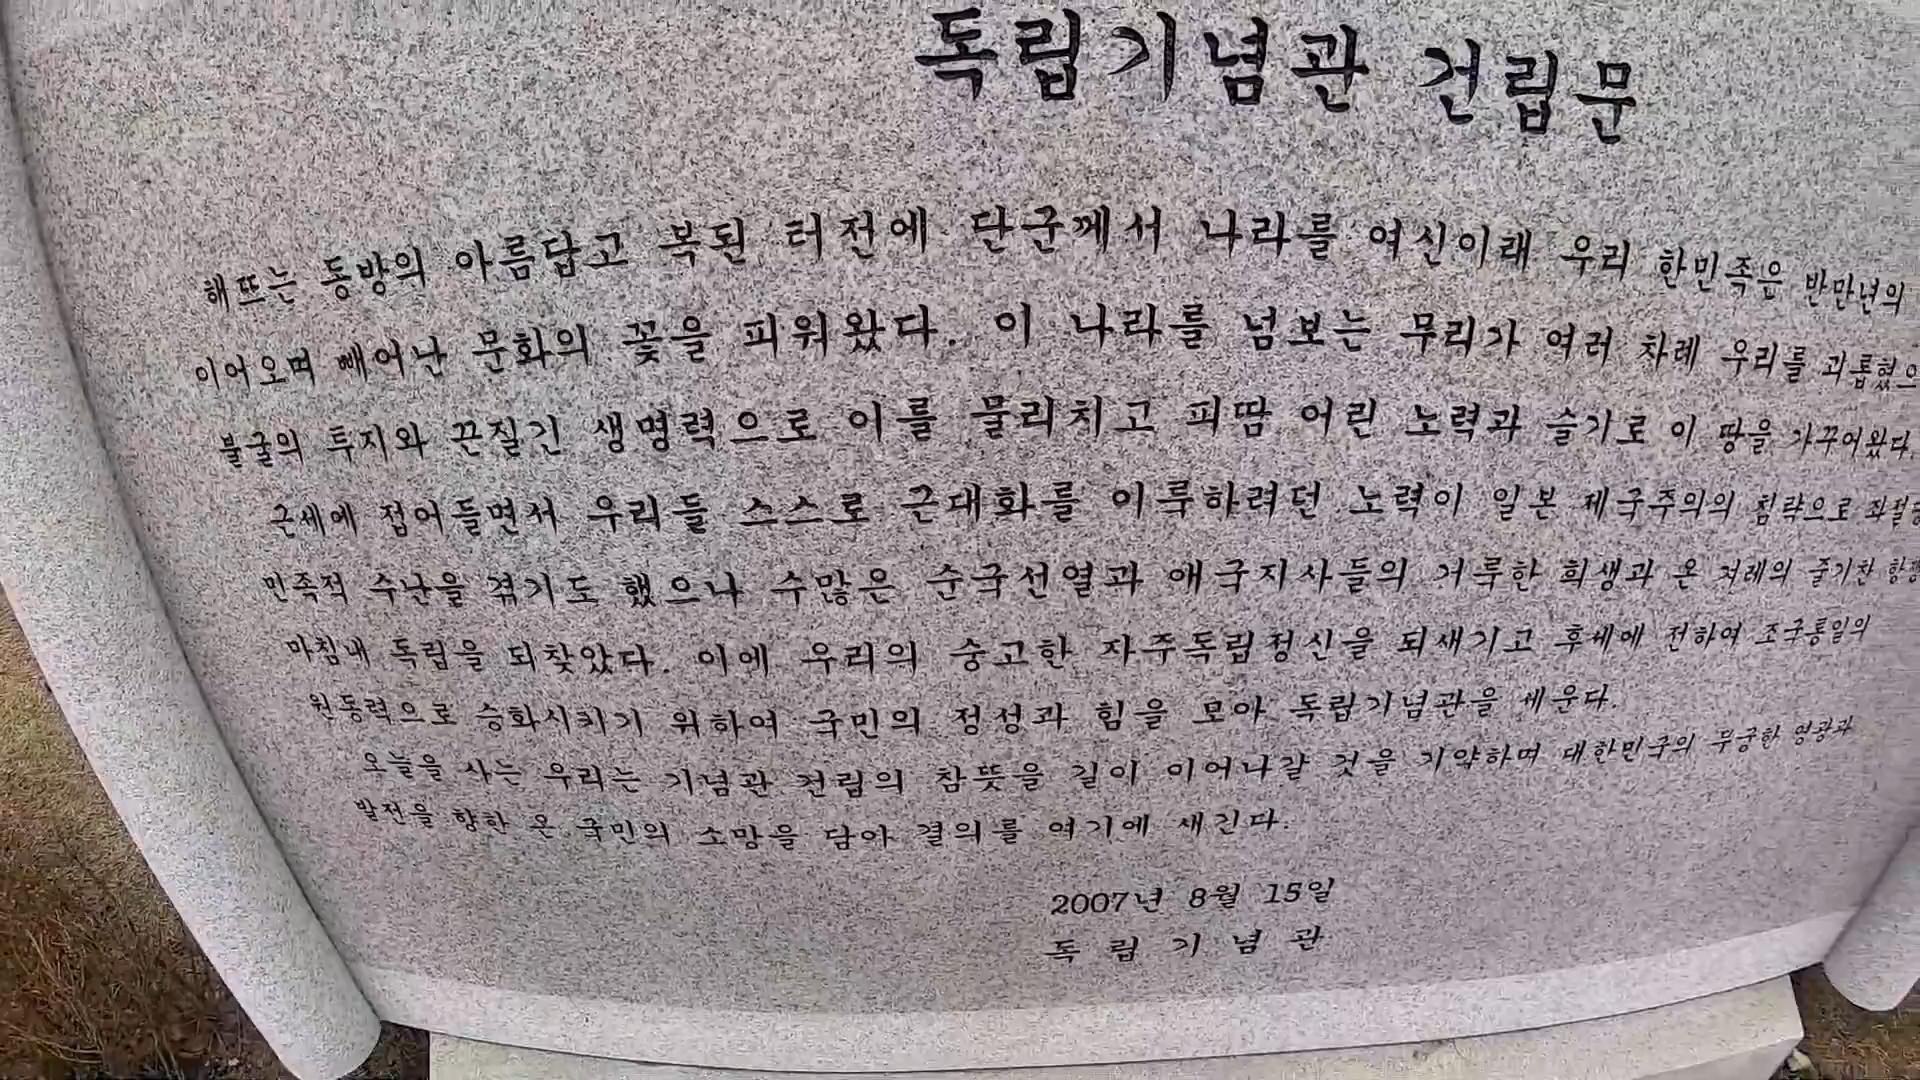 독립기념관 건립문
해뜨는 동방의 아름답고 복된 터전에 단군께서 나라를 여신이래 우리 한민족은 반만년의
이어오며 빼어난 문화의 꽃을 피워왔다. 이 나라를 넘보는 무리가 여러 차례 우리를 괴롭혔으
불굴의 투지와 끈질긴 생명력으로 이를 물리치고 피땀 어린 노력과 슬기로 이 땅을 가꾸어왔다.
근세에 접어들면서 우리들 스스로 근대화를 이룩하려던 노력이 일본 제국주의의 침략으로
민족적 수난을 겪기도 했으나 수많은 순국선열과 애국지사들의 거룩한 희생과 온 겨레의 줄기찬
마침내 독립을 되찾았다. 이에 우리의 숭고한 자주독립정신을 되새기고 후세에 전하여 조국통일의
원동력으로 승화시키기 위하여 국민의 정성과 힘을 모아 독립기념관을 세운다.
오늘을 사는 우리는 기념관 건립의 참뜻을 길이 이어나갈 것을 기약하며 대한민국의 무궁한 영광과
발전을 향한 온 국민의 소망을 담아 결의를 여기에 새긴다.
2007년 8월 15일
독 립 기 념 관